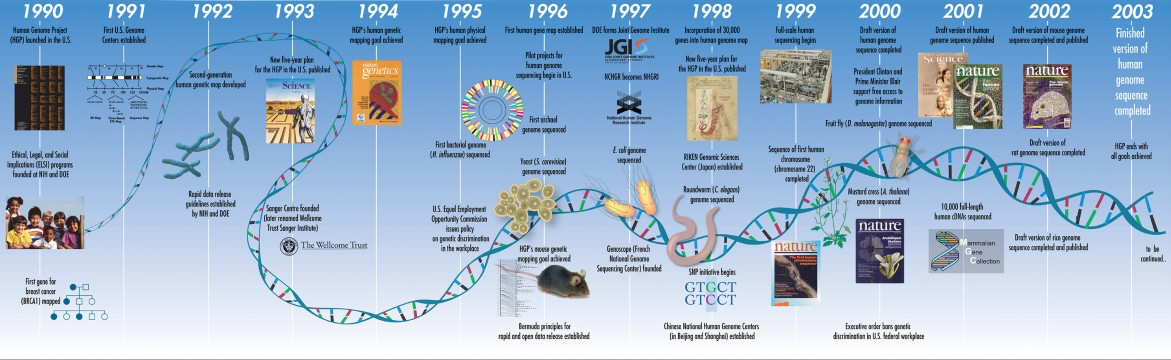 1990
Human Genome Project
(HGP) launched in the U.S.
Ethical, Legal, and Social
Implications (ELSI) programs
founded at NIH and DOE
First gene for
breast cancer
(BRCA1) mapped
1991
First U.S. Genome
Centers established
1992
Second-generation
human genetic map developed
Rapid data release
guidelines established
by NIH and DOE
1993
New five-year plan
for the HGP in the U.S. published
SCIENCE
Sanger Centre founded
(later renamed Wellcome
Trust Sanger Institute)
The Wellcome Trust
1994
HGP's human genetic
mapping goal achieved
nature
genetics
1995
HGP's human physical
mapping goal achieved
First bacterial genome
(H. influenzae) sequenced
U.S. Equal Employment
Opportunity Commission
issues policy
on genetic discrimination
in the workplace
1996
First human gene map established
Pilot projects for
human genome
sequencing begin in U.S.
First archaeal
genome sequenced
Yeast (S. cerevisiae)
genome sequenced
HGP's mouse genetic
mapping goal achieved
Bermuda principles for
rapid and open data release established
1997
DOE forms Joint Genome Institute
JGI
NCHGR becomes NHGRI
National Human Genome
Research Institute
E. coli genome
sequenced
Genoscope (French
National Genome
Sequencing Center) founded
1998
Incorporation of 30,000
genes into human genome map
New five-year plan for
the HGP in the U.S. published
RIKEN Genomic Sciences
Center (Japan) established
Roundworm (C. elegans)
genome sequenced
SNP initiative begins
GTGCT
GTCCT
Chinese National Human Genome Centers
(in Beijing and Shanghai) established
1999
Full-scale human
sequencing begins
Sequence of first human
chromosome
(chromosome 22)
completed
nature
2000
Draft version of
human genome
sequence completed
President Clinton and
Prime Minister Blair
support free access to
genome information
Fruit fly (D. melanogaster) genome sequenced
Mustard cress (A. thaliana)
genome sequenced
nature
Executive order bans genetic
discrimination in U.S. federal workplace
2001
Draft version of human
genome sequence published
Science
nature
10,000 full-length
human cDNAs sequenced
Mammalian
Gene
Collection
2002
Draft version of mouse genome
sequence completed and published
nature
Draft version of
rat genome sequence completed
Draft version of rice genome
sequence completed and published
2003
Finished
version of
human
genome
sequence
completed
HGP ends with
all goals achieved
to be
continued..